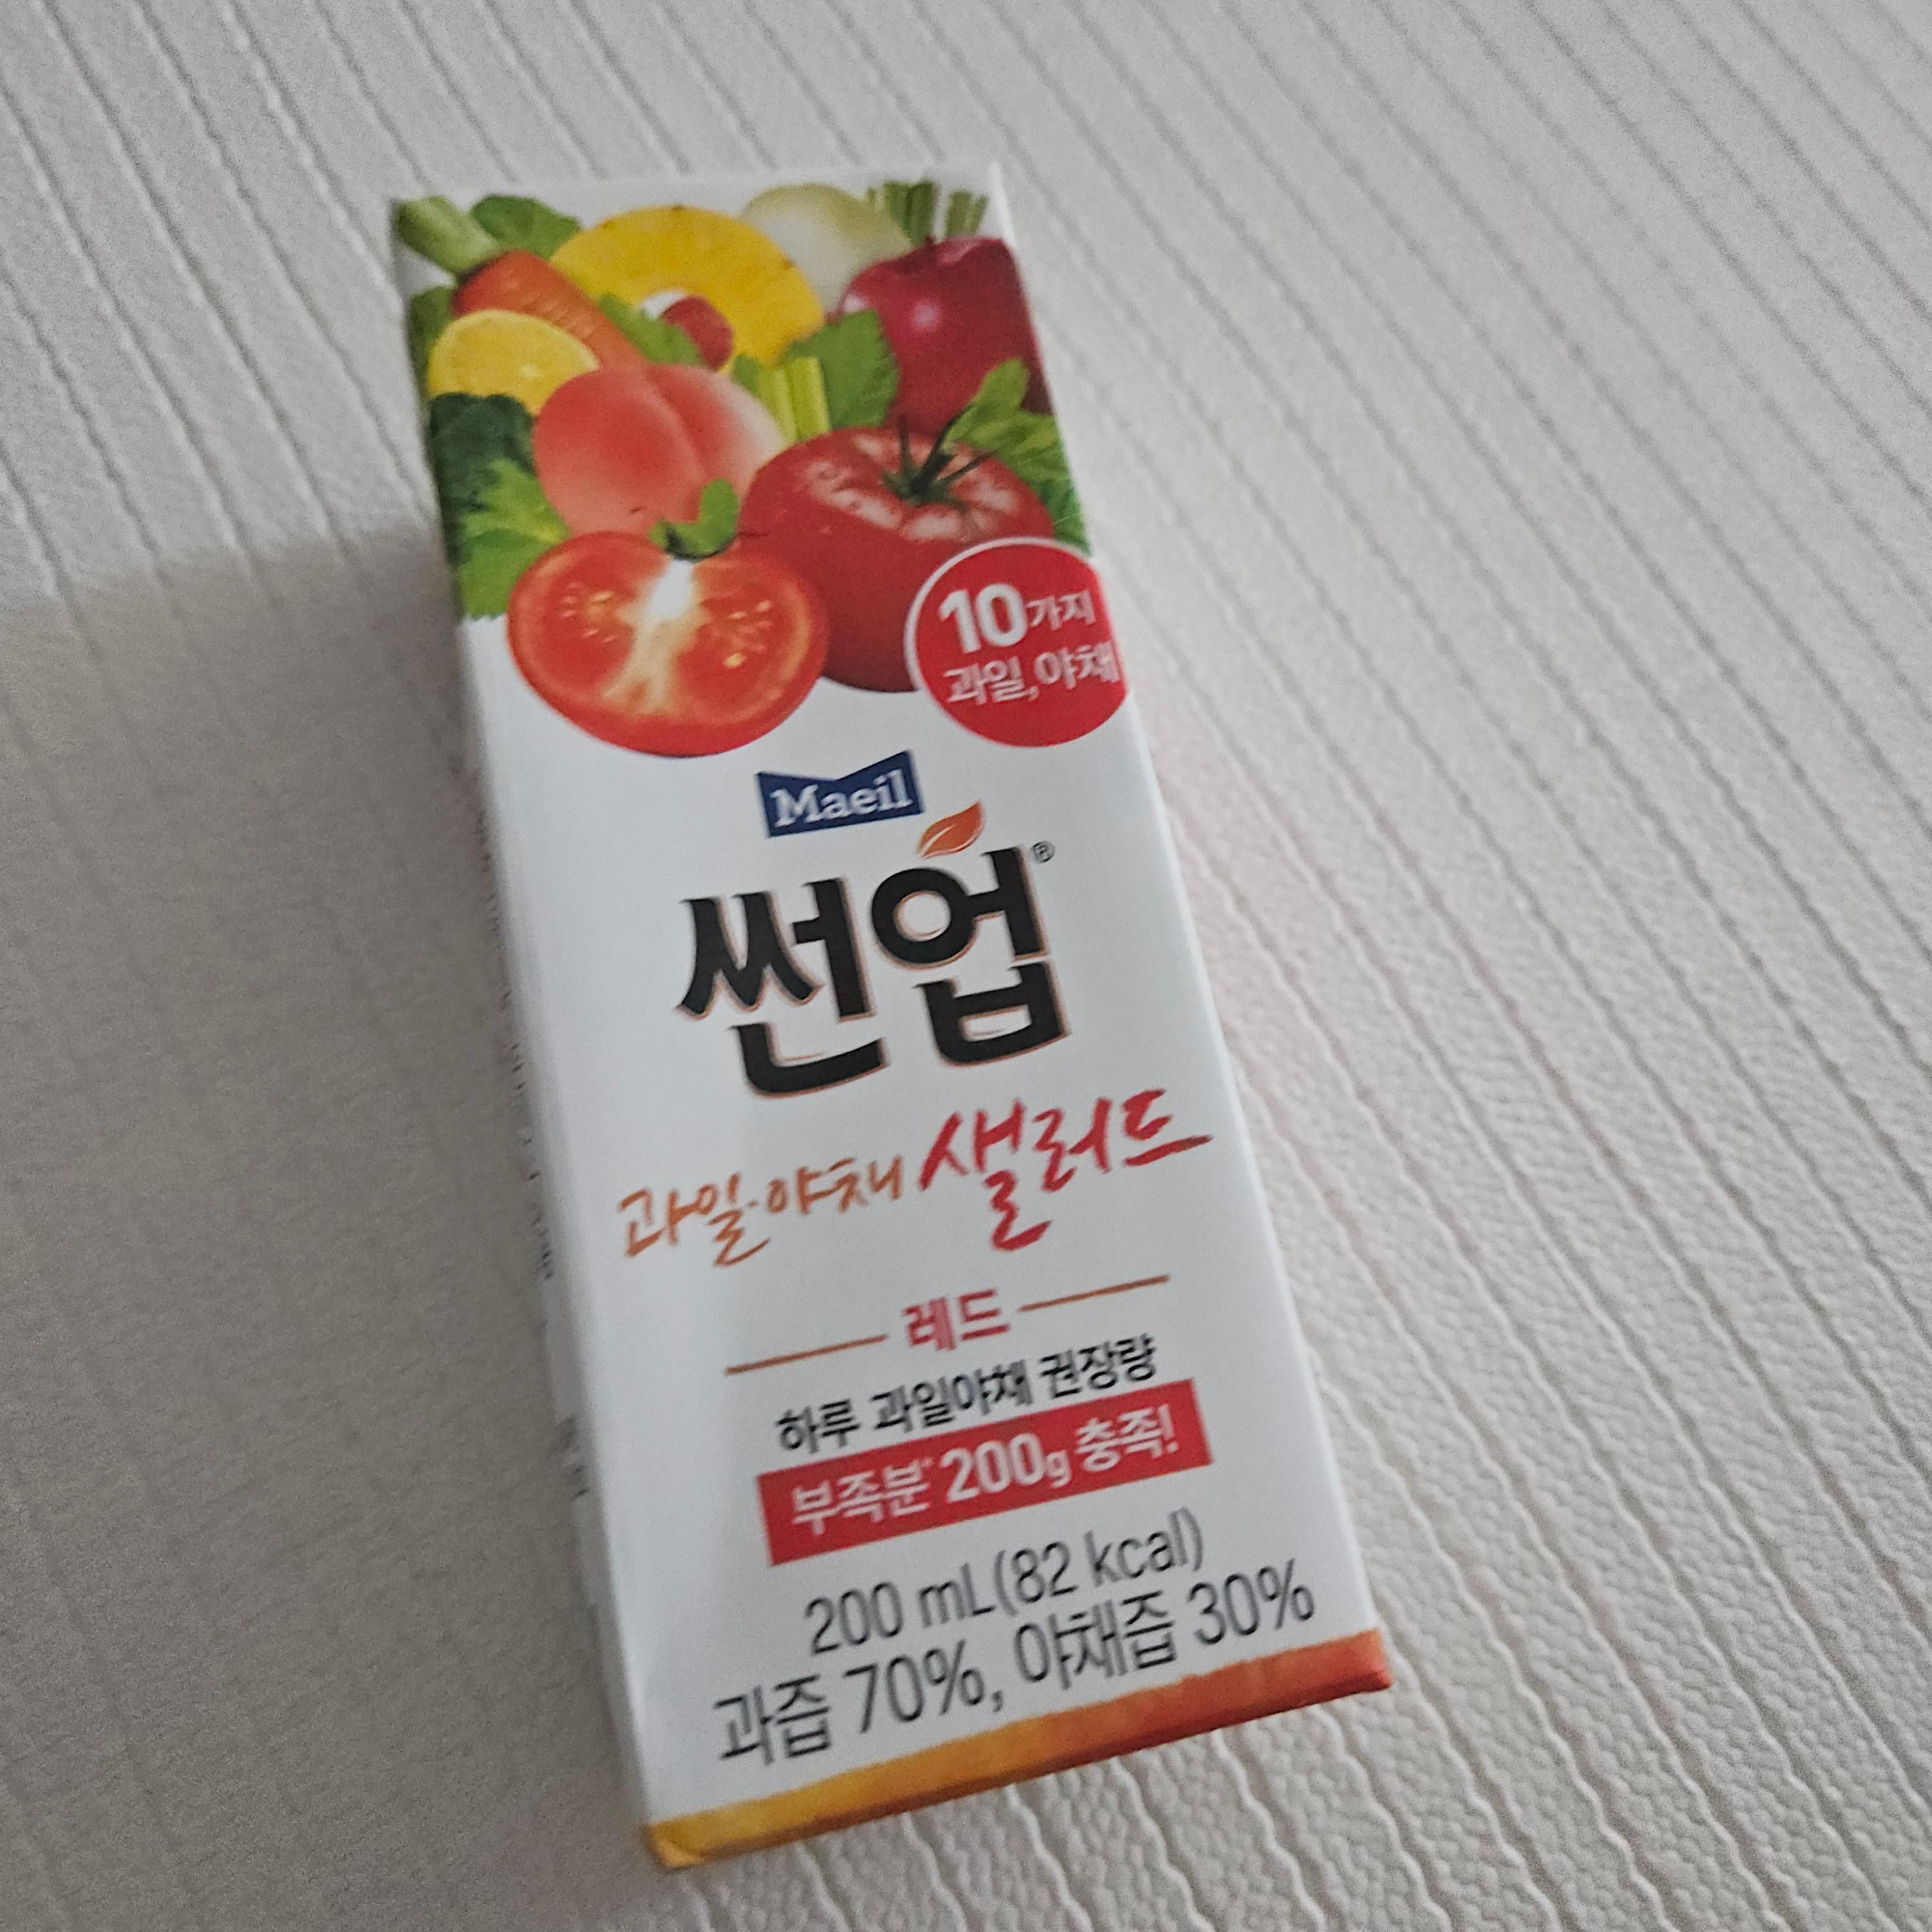 10가지
과일,야채
Maeil
썬업®
과일·야채 샐러드
레드
하루 과일야채 권장량
부족분* 200g 충족!
200 mL(82 kcal)
과즙 70%, 야채즙 30%